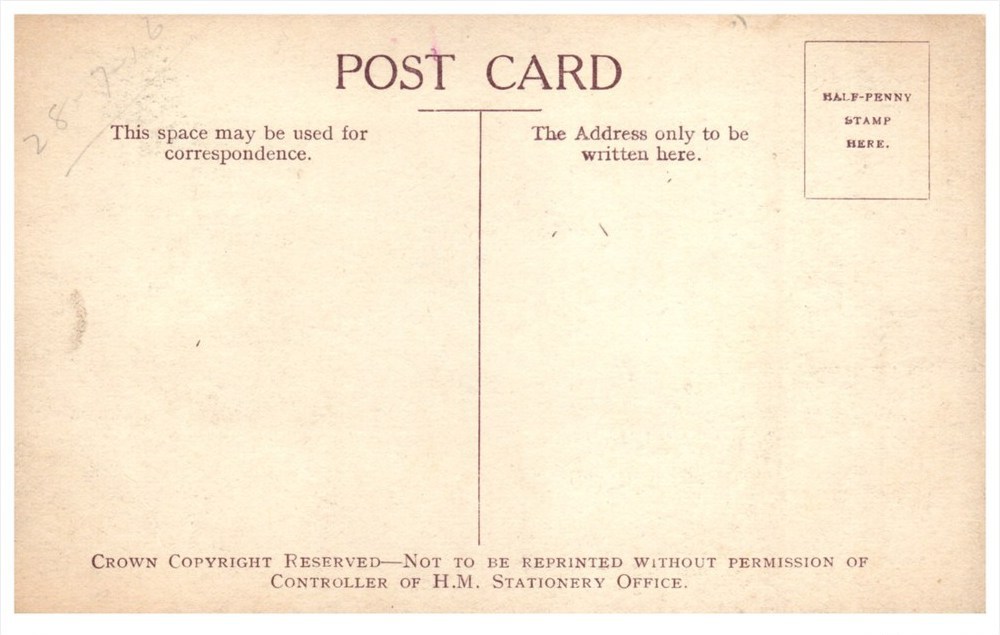 POST CARD
This space may be used for
correspondence.
The Address only to be
written here.
HALF-PENNY
STAMP
HERE.
CROWN COPYRIGHT RESERVED—NOT TO BE REPRINTED WITHOUT PERMISSION OF
CONTROLLER OF H.M. STATIONERY OFFICE.